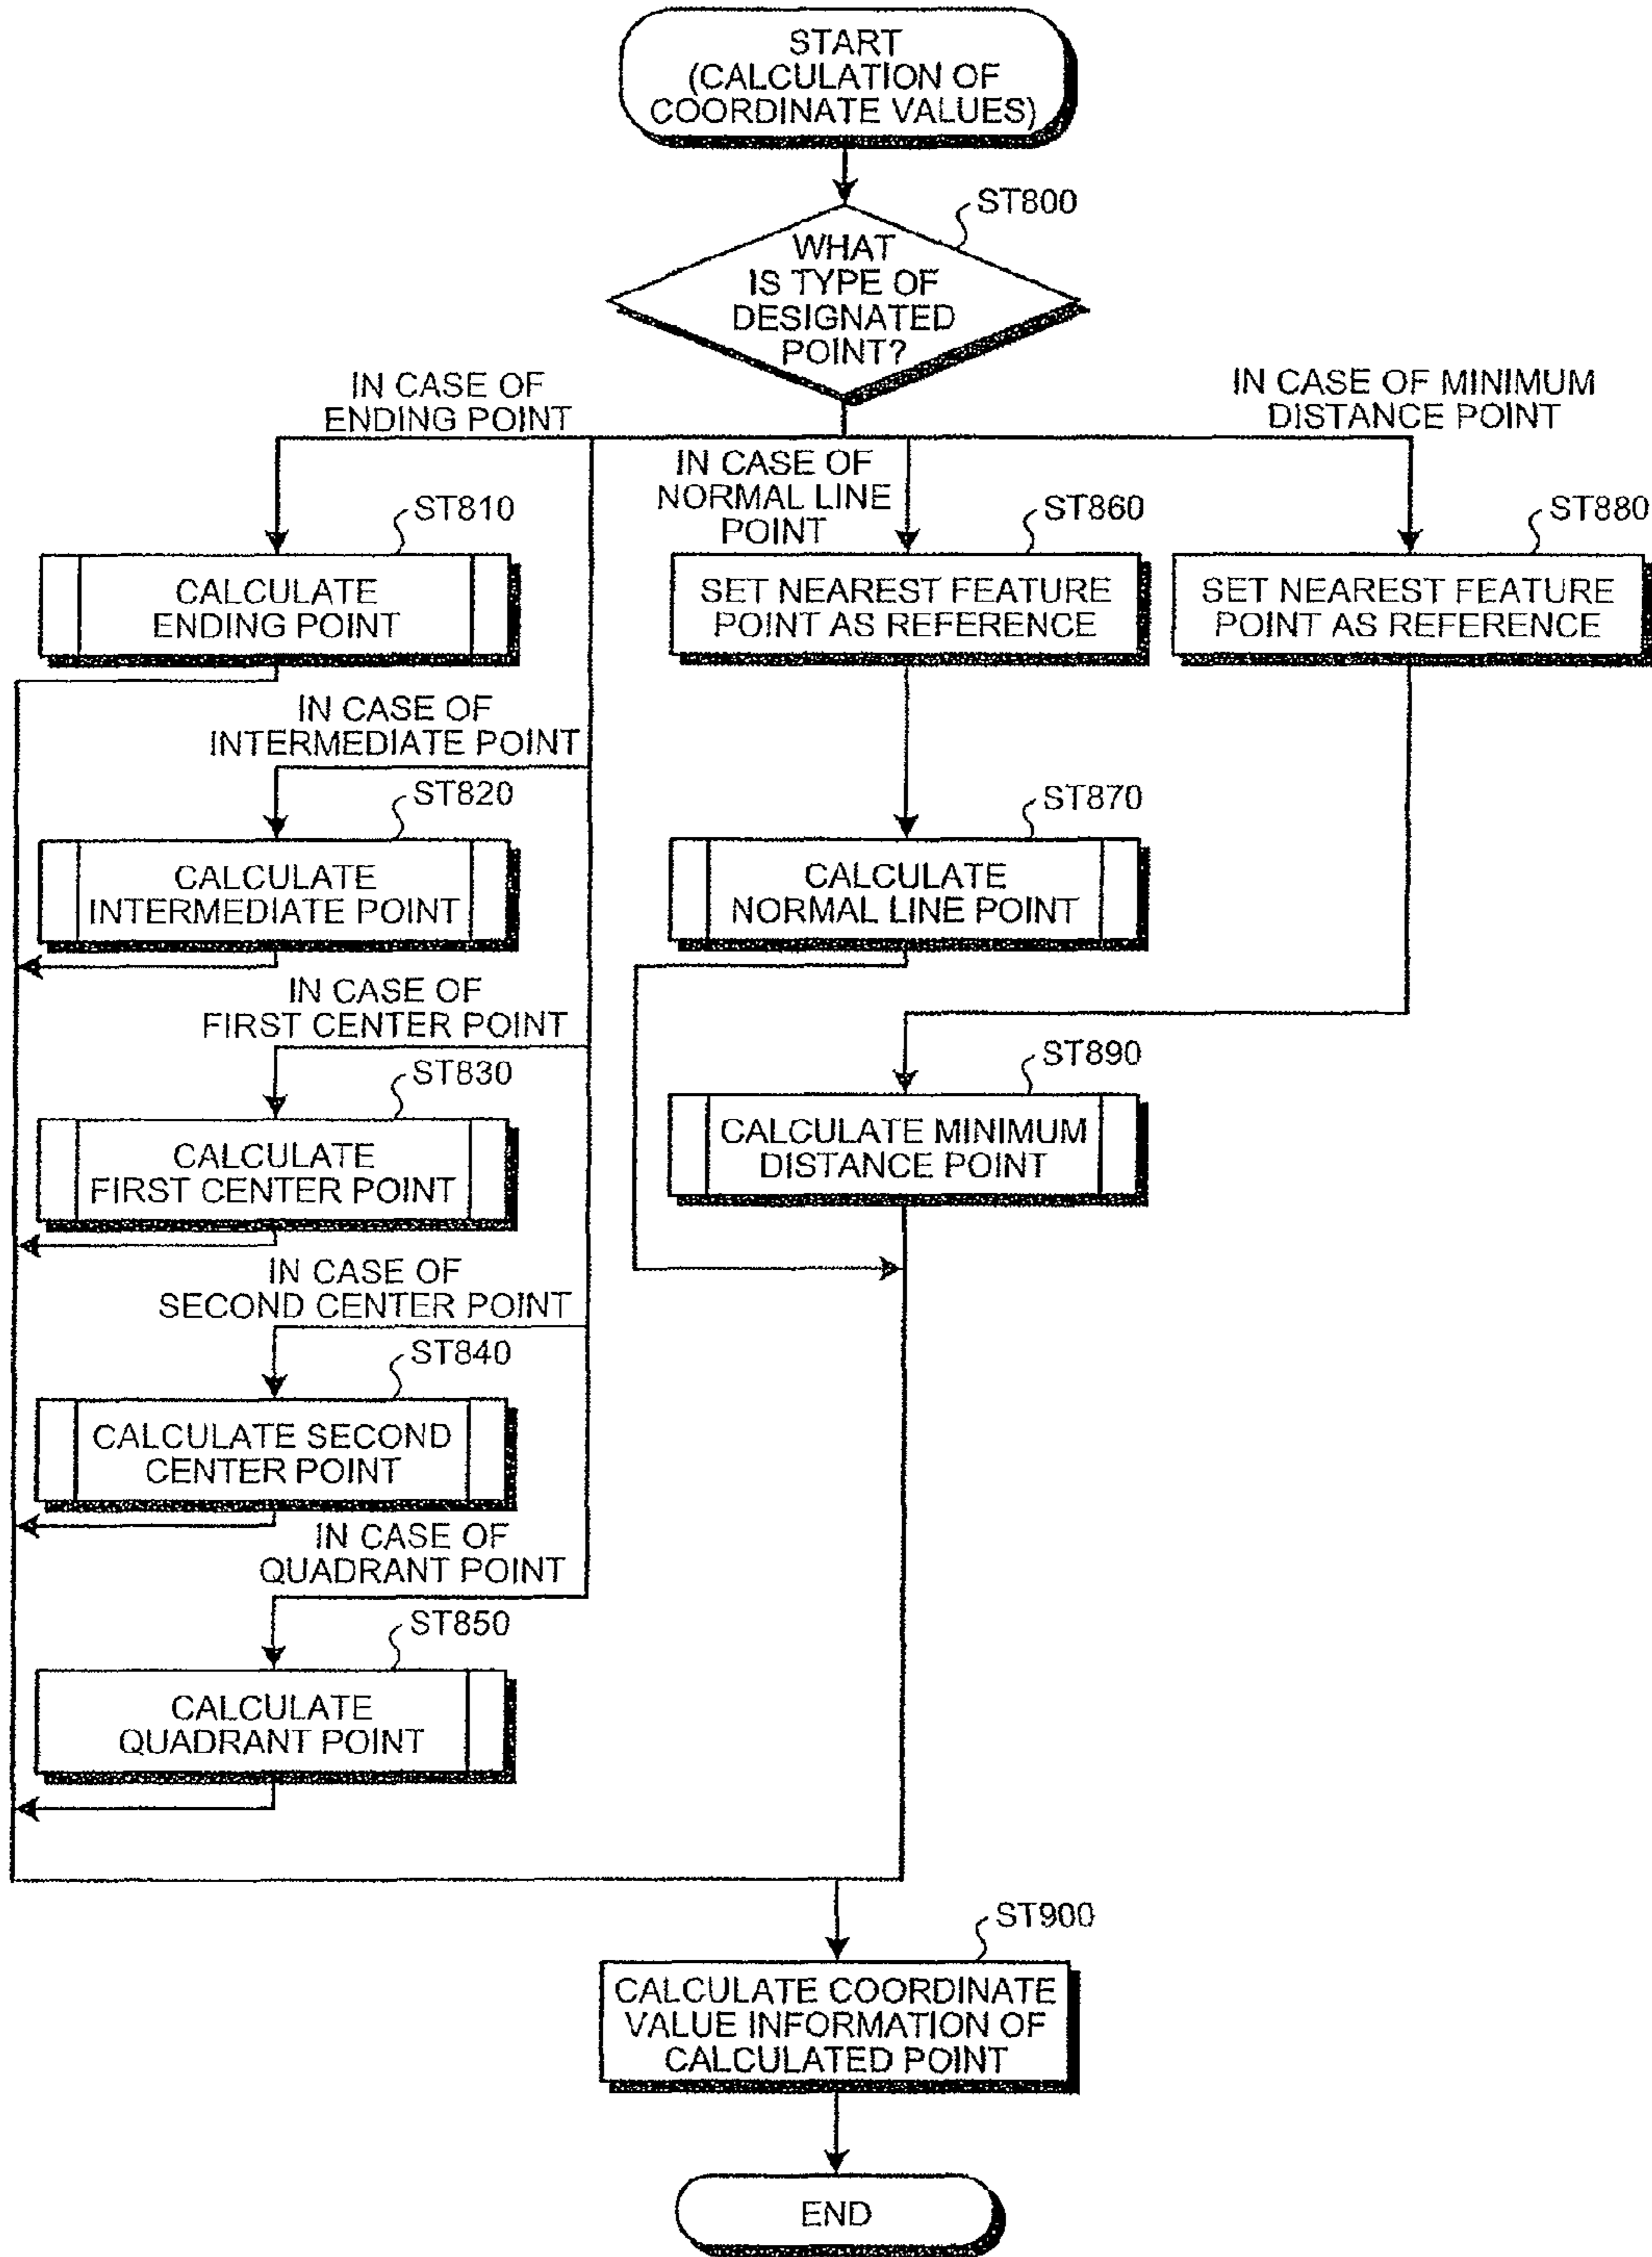 START
(CALCULATION OF
COORDINATE VALUES)
ST800
WHAT
IS TYPE OF
DESIGNATED
POINT?
IN CASE OF
ENDING POINT
IN CASE OF MINIMUM
DISTANCE POINT
IN CASE OF
NORMAL LINE
POINT
ST810
CALCULATE
ENDING POINT
ST860
SET NEAREST FEATURE
POINT AS REFERENCE
ST880
SET NEAREST FEATURE
POINT AS REFERENCE
IN CASE OF
INTERMEDIATE POINT
ST820
CALCULATE
INTERMEDIATE POINT
ST870
CALCULATE
NORMAL LINE POINT
IN CASE OF
FIRST CENTER POINT
ST830
CALCULATE
FIRST CENTER POINT
ST890
CALCULATE MINIMUM
DISTANCE POINT
IN CASE OF
SECOND CENTER POINT
ST840
CALCULATE SECOND
CENTER POINT
IN CASE OF
QUADRANT POINT
ST850
CALCULATE
QUADRANT POINT
ST900
CALCULATE COORDINATE
VALUE INFORMATION OF
CALCULATED POINT
END